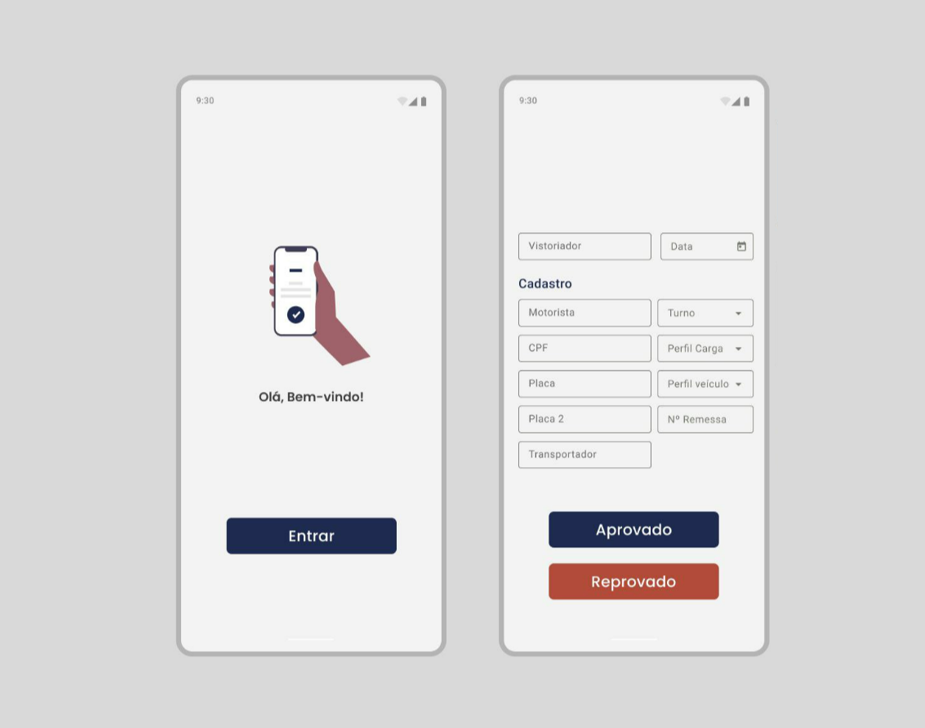 9:30
Olá, Bem-vindo!
Entrar
9:30
Vistoriador
Data
Cadastro
Motorista
Turno
CPF
Perfil Carga
Placa
Perfil veículo
Placa 2
Nº Remessa
Transportador
Aprovado
Reprovado